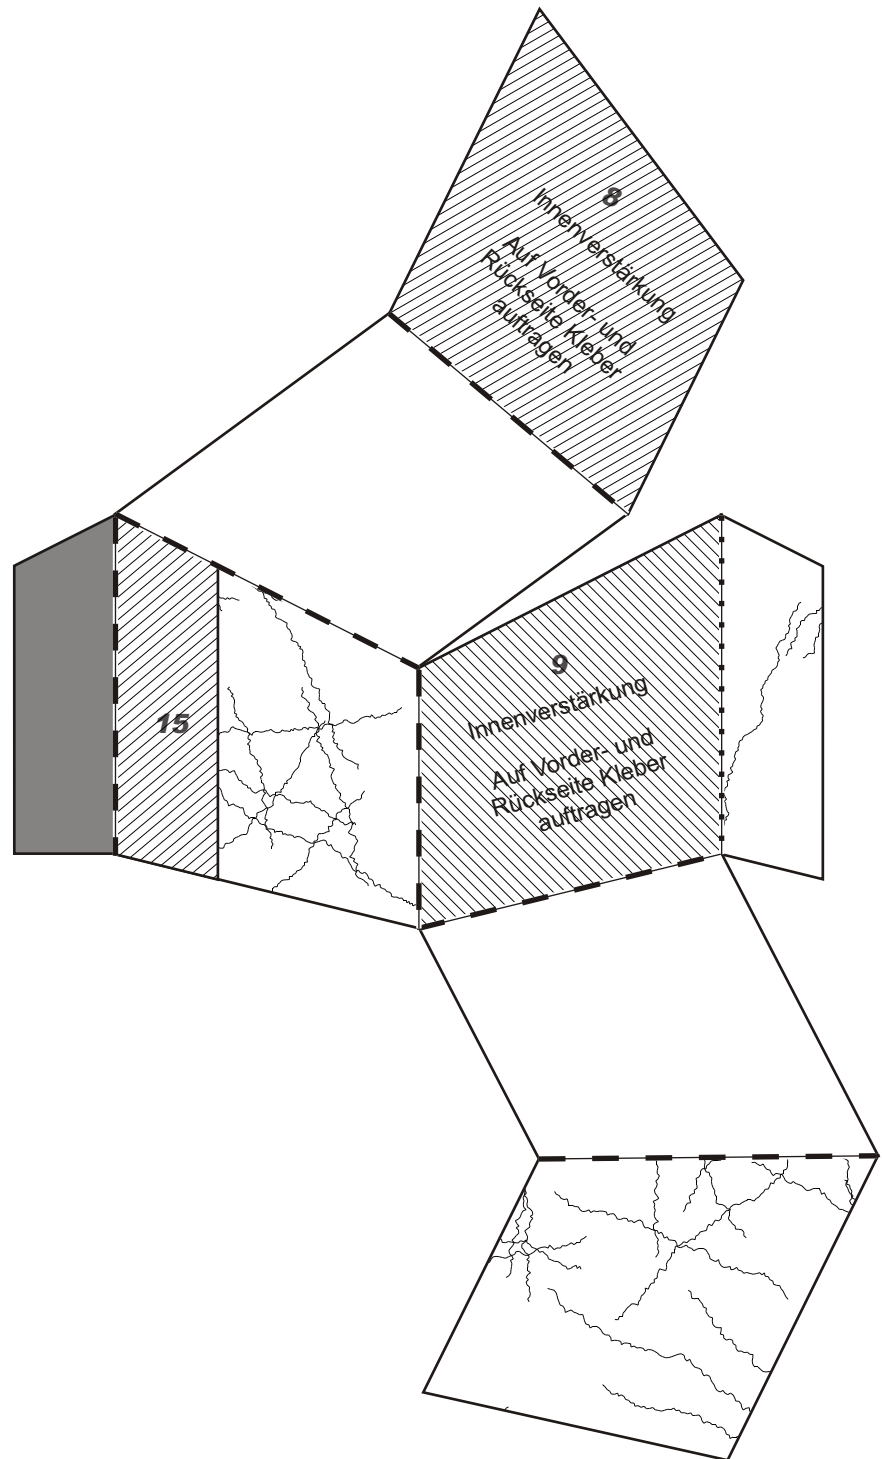 8
Innenverstärkung
Auf Vorder- und
Rückseite Kleber
auftragen
15
9
Innenverstärkung
Auf Vorder- und
Rückseite Kleber
auftragen